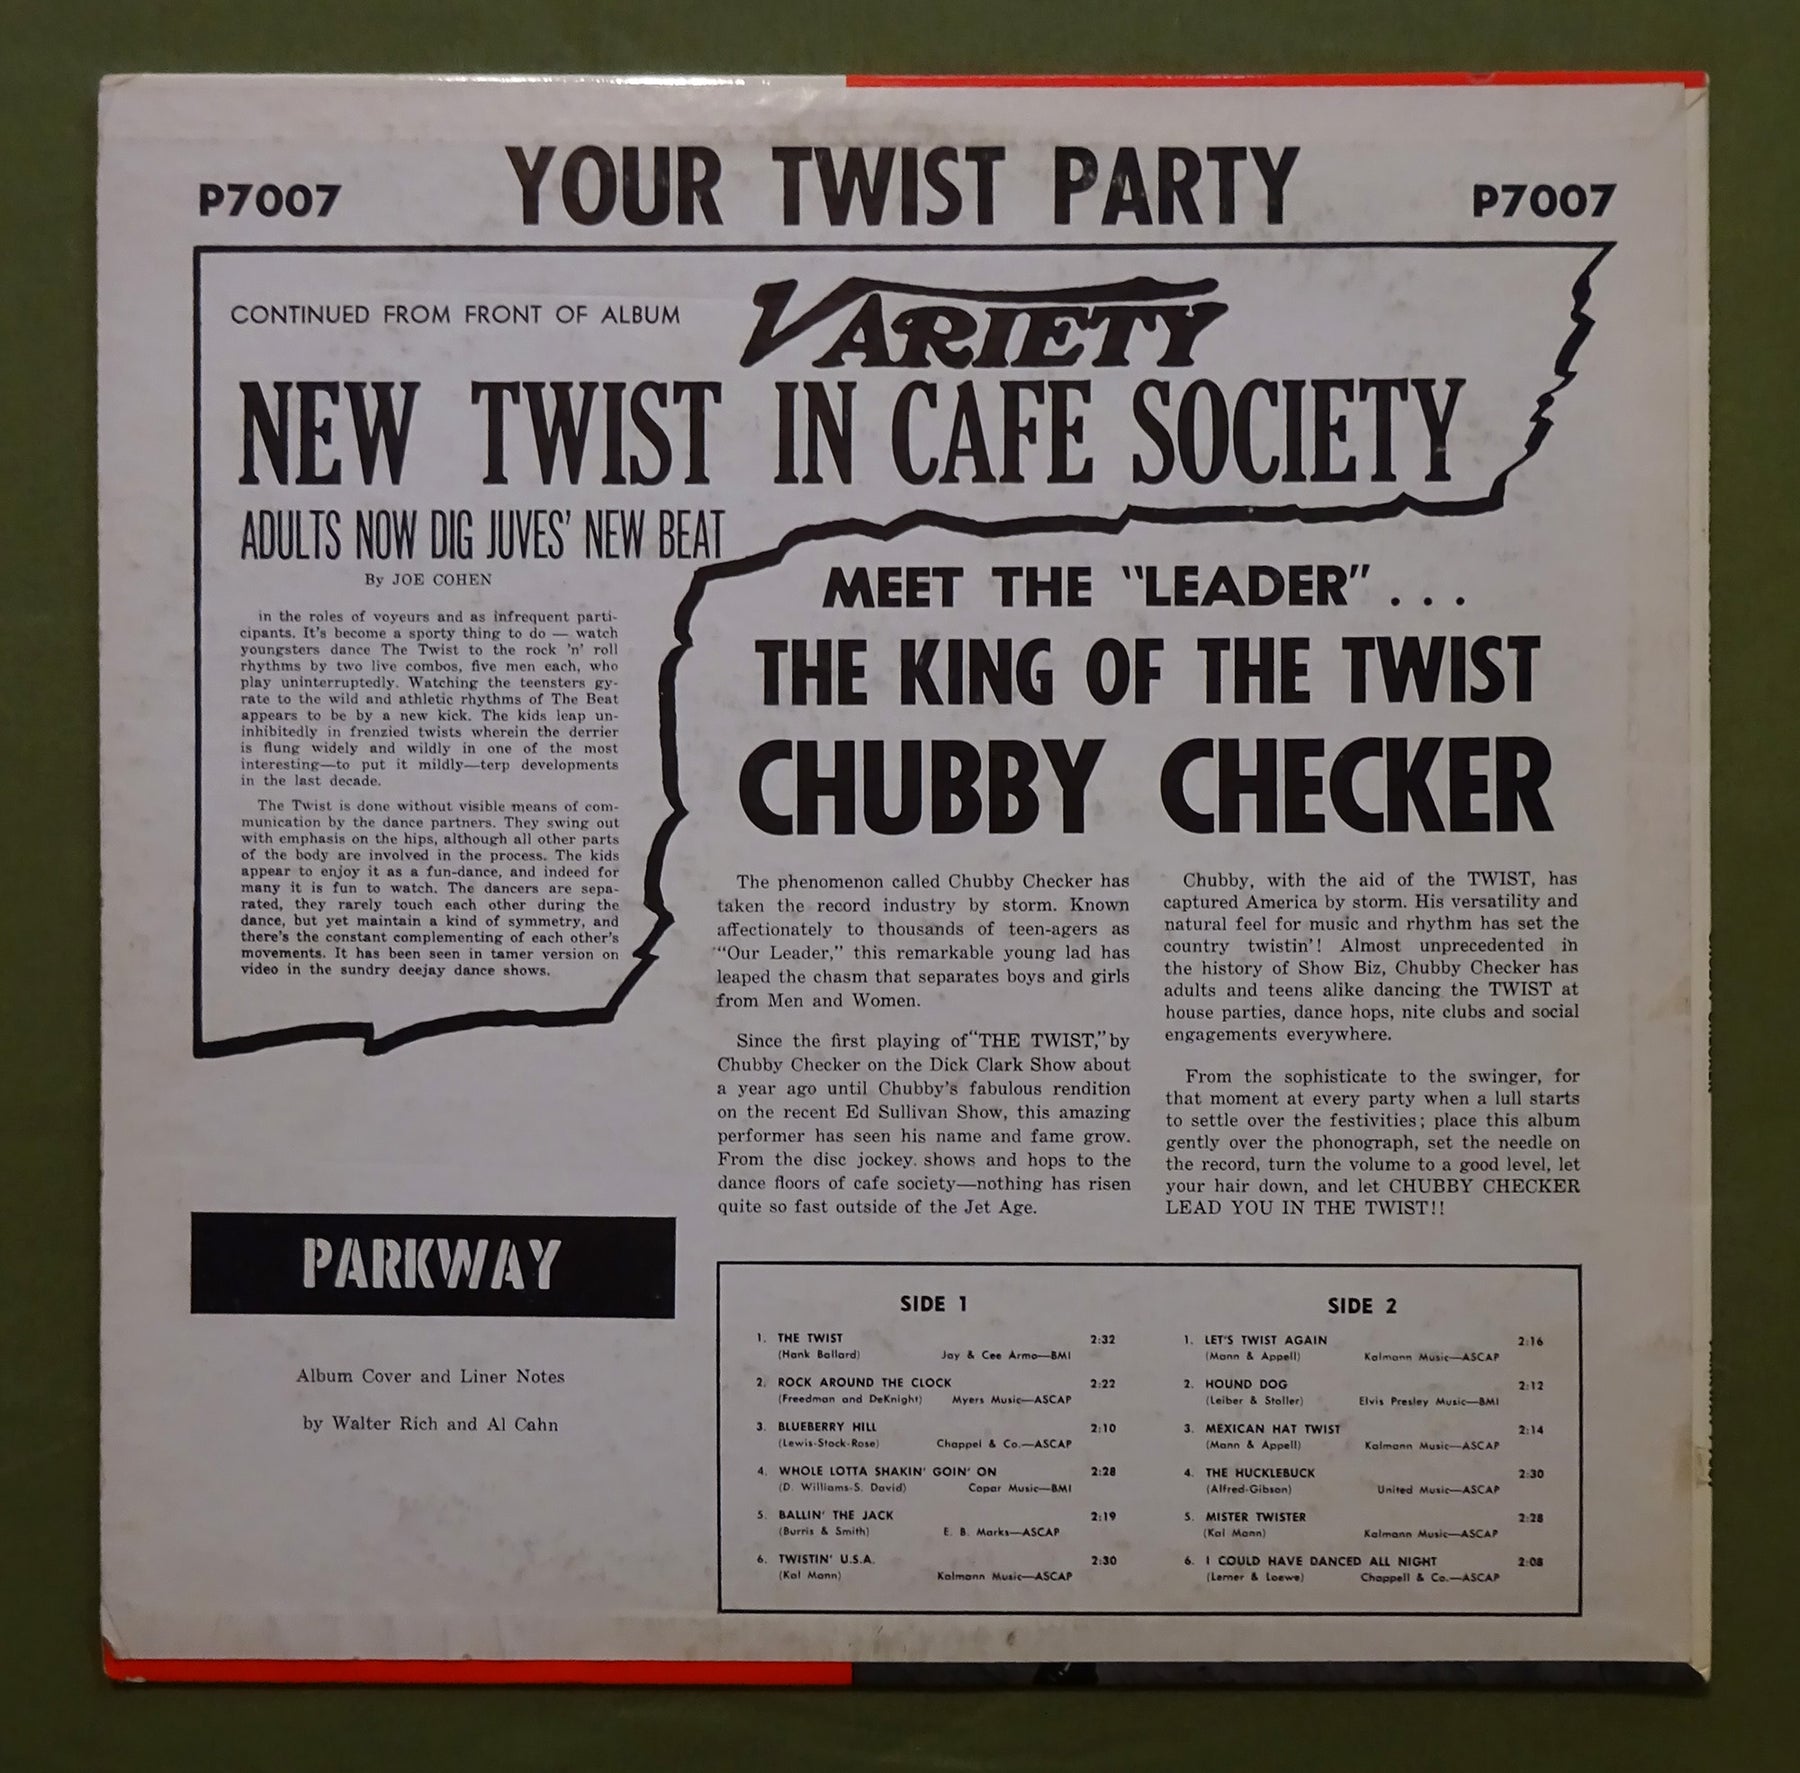 YOUR TWIST PARTY
P7007
P7007
CONTINUED FROM FRONT OF ALBUM
VARIETY
NEW TWIST IN CAFE SOCIETY
ADULTS NOW DIG JUVES' NEW BEAT
By JOE COHEN
in the roles of voyeurs and as infrequent parti-
cipants. It's become a sporty thing to do — watch
youngsters dance The Twist to the rock 'n' roll
rhythms by two live combos, five men each, who
play uninterruptedly. Watching the teensters gy-
rate to the wild and athletic rhythms of The Beat
appears to be by a new kick. The kids leap un-
inhibitedly in frenzied twists wherein the derrier
is flung widely and wildly in one of the most
interesting—to put it mildly—terp developments
in the last decade.
The Twist is done without visible means of com-
munication by the dance partners. They swing out
with emphasis on the hips, although all other parts
of the body are involved in the process. The kids
appear to enjoy it as a fun-dance, and indeed for
many it is fun to watch. The dancers are sepa-
rated, they rarely touch each other during the
dance, but yet maintain a kind of symmetry, and
there's the constant complementing of each other's
movements. It has been seen in tamer version on
video in the sundry deejay dance shows.
MEET THE "LEADER" . . .
THE KING OF THE TWIST
CHUBBY CHECKER
The phenomenon called Chubby Checker has
taken the record industry by storm. Known
affectionately to thousands of teen-agers as
"Our Leader," this remarkable young lad has
leaped the chasm that separates boys and girls
from Men and Women.
Since the first playing of "THE TWIST," by
Chubby Checker on the Dick Clark Show about
a year ago until Chubby's fabulous rendition
on the recent Ed Sullivan Show, this amazing
performer has seen his name and fame grow.
From the disc jockey. shows and hops to the
dance floors of cafe society—nothing has risen
quite so fast outside of the Jet Age.
Chubby, with the aid of the TWIST, has
captured America by storm. His versatility and
natural feel for music and rhythm has set the
country twistin'! Almost unprecedented in
the history of Show Biz, Chubby Checker has
adults and teens alike dancing the TWIST at
house parties, dance hops, nite clubs and social
engagements everywhere.
From the sophisticate to the swinger, for
that moment at every party when a lull starts
to settle over the festivities; place this album
gently over the phonograph, set the needle on
the record, turn the volume to a good level, let
your hair down, and let CHUBBY CHECKER
LEAD YOU IN THE TWIST!!
PARKWAY
Album Cover and Liner Notes
by Walter Rich and Al Cahn
SIDE 1
1. THE TWIST 2:32
(Hank Ballard) Jay & Cee Armo—BMI
2. ROCK AROUND THE CLOCK 2:22
(Freedman and DeKnight) Myers Music—ASCAP
3. BLUEBERRY HILL 2:10
(Lewis-Stock-Rose) Chappel & Co.—ASCAP
4. WHOLE LOTTA SHAKIN' GOIN' ON 2:28
(D. Williams-S. David) Copar Music—BMI
5. BALLIN' THE JACK 2:19
(Burris & Smith) E. B. Marks—ASCAP
6. TWISTIN' U.S.A. 2:30
(Kal Mann) Kalmann Music—ASCAP
SIDE 2
1. LET'S TWIST AGAIN 2:16
(Mann & Appell) Kalmann Music—ASCAP
2. HOUND DOG 2:12
(Leiber & Stoller) Elvis Presley Music—BMI
3. MEXICAN HAT TWIST 2:14
(Mann & Appell) Kalmann Music—ASCAP
4. THE HUCKLEBUCK 2:30
(Alfred-Gibson) United Music—ASCAP
5. MISTER TWISTER 2:28
(Kal Mann) Kalmann Music—ASCAP
6. I COULD HAVE DANCED ALL NIGHT 2:08
(Lerner & Loewe) Chappell & Co.—ASCAP